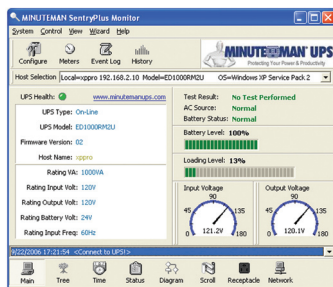 MINUTEMAN SentryPlus Monitor
System Control View Wizard Help
Configure Meters Event Log History
MINUTEMAN UPS
Protecting Your Power & Productivity
Host Selection Local=xppro 192.168.2.10 Model=ED1000RM2U OS=Windows XP Service Pack 2
UPS Health: www.minutemanups.com
UPS Type: On-Line
UPS Model: ED1000RM2U
Firmware Version: 02
Host Name: xppro
Rating VA: 1000VA
Rating Input Volt: 120V
Rating Output Volt: 120V
Rating Battery Volt: 24V
Rating Input Freq: 60Hz
Test Result: No Test Performed
AC Source: Normal
Battery Status: Normal
Battery Level: 100%
Loading Level: 13%
Input Voltage
90
45 135
0 121.2V 180
Output Voltage
90
45 135
0 120.1V 180
9/22/2006 17:21:54 <Connect to UPS!>
Main Tree Time Status Diagram Scroll Receptacle Network